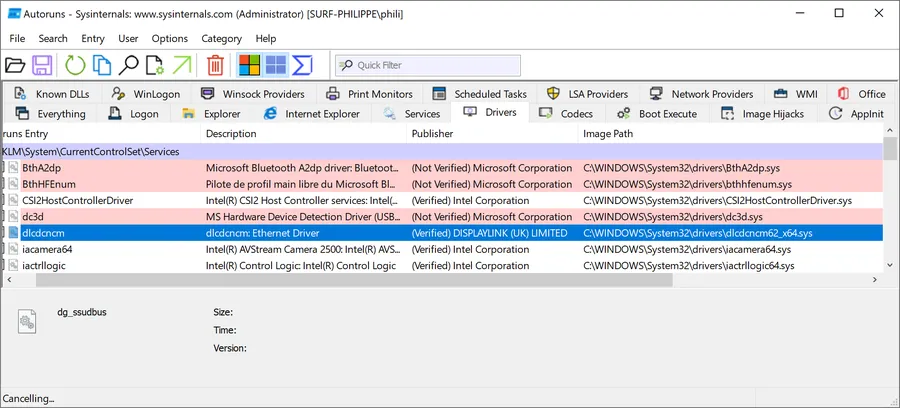 Autoruns - Sysinternals: www.sysinternals.com (Administrator) [SURF-PHILIPPE\phili]
File Search Entry User Options Category Help
Quick Filter
Known DLLs WinLogon Winsock Providers Print Monitors Scheduled Tasks LSA Providers Network Providers WMI Office
Everything Logon Explorer Internet Explorer Services Drivers Codecs Boot Execute Image Hijacks AppInit
runs Entry Description Publisher Image Path
KLM\System\CurrentControlSet\Services
BthA2dp Microsoft Bluetooth A2dp driver: Bluetoot... (Not Verified) Microsoft Corporation C:\WINDOWS\System32\drivers\BthA2dp.sys
BthHFEnum Pilote de profil main libre du Microsoft Bl... (Not Verified) Microsoft Corporation C:\WINDOWS\System32\drivers\bthhfenum.sys
CSI2HostControllerDriver Intel(R) CSI2 Host Controller services: Intel(... (Verified) Intel Corporation C:\WINDOWS\System32\drivers\CSI2HostControllerDriver.sys
dc3d MS Hardware Device Detection Driver (USB... (Not Verified) Microsoft Corporation C:\WINDOWS\System32\drivers\dc3d.sys
dlcdcncm dlcdcncm: Ethernet Driver (Verified) DISPLAYLINK (UK) LIMITED C:\WINDOWS\System32\drivers\dlcdcncm62_x64.sys
iacamera64 Intel(R) AVStream Camera 2500: Intel(R) AV... (Verified) Intel Corporation C:\WINDOWS\System32\drivers\iacamera64.sys
iactrllogic Intel(R) Control Logic: Intel(R) Control Logic (Verified) Intel Corporation C:\WINDOWS\System32\drivers\iactrllogic64.sys
dg_ssudbus Size:
Time:
Version:
Cancelling...